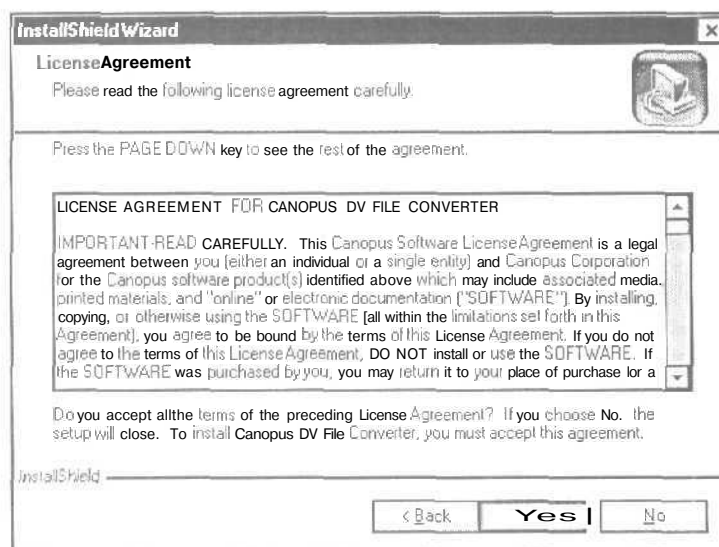 InstallShield Wizard
License Agreement
Please read the following license agreement carefully.
Press the PAGE DOWN key to see the rest of the agreement.
LICENSE AGREEMENT FOR CANOPUS DV FILE CONVERTER
IMPORTANT-READ CAREFULLY. This Canopus Software License Agreement is a legal
agreement between you (either an individual or a single entity) and Canopus Corporation
for the Canopus software product(s) identified above which may include associated media.
printed materials, and "online" or electronic documentation ("SOFTWARE"). By installing,
copying, or otherwise using the SOFTWARE [all within the limitations set forth in this
Agreement), you agree to be bound by the terms of this License Agreement. If you do not
agree to the terms of this License Agreement, DO NOT install or use the SOFTWARE. If
the SOFTWARE was purchased by you, you may return it to your place of purchase lor a
Do you accept all the terms of the preceding License Agreement? If you choose No. the
setup will close. To install Canopus DV File Converter, you must accept this agreement.
InstallShield
< Back Yes No